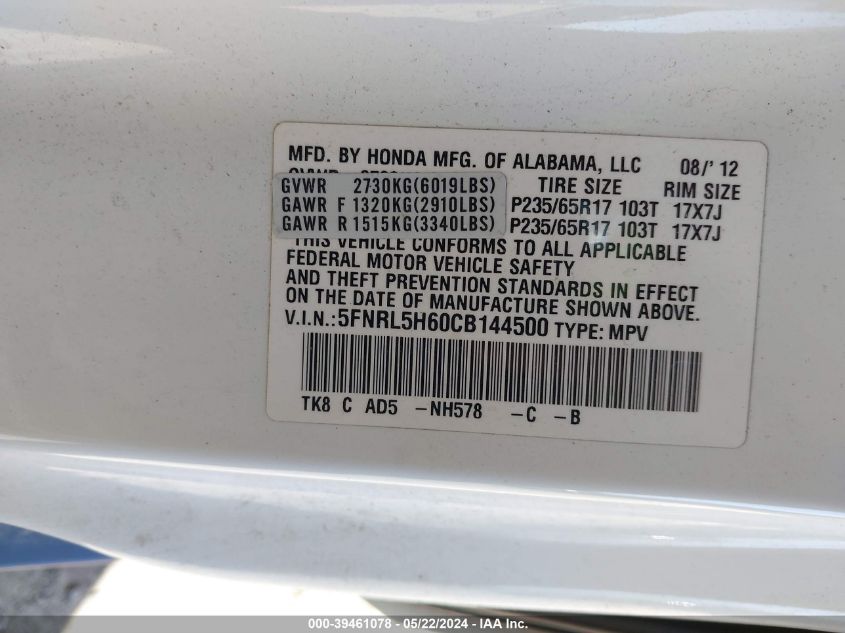 MFD. BY HONDA MFG. OF ALABAMA, LLC 08/'12
GVWR 2730KG(6019LBS) TIRE SIZE RIM SIZE
GAWR F 1320KG(2910LBS) P235/65R17 103T 17X7J
GAWR R 1515KG(3340LBS) P235/65R17 103T 17X7J
THIS VEHICLE CONFORMS TO ALL APPLICABLE
FEDERAL MOTOR VEHICLE SAFETY
AND THEFT PREVENTION STANDARDS IN EFFECT
ON THE DATE OF MANUFACTURE SHOWN ABOVE.
V.I.N.:5FNRL5H60CB144500 TYPE: MPV
TK8 C AD5 -NH578 -C -B
000-39461078 - 05/22/2024 - IAAI.com